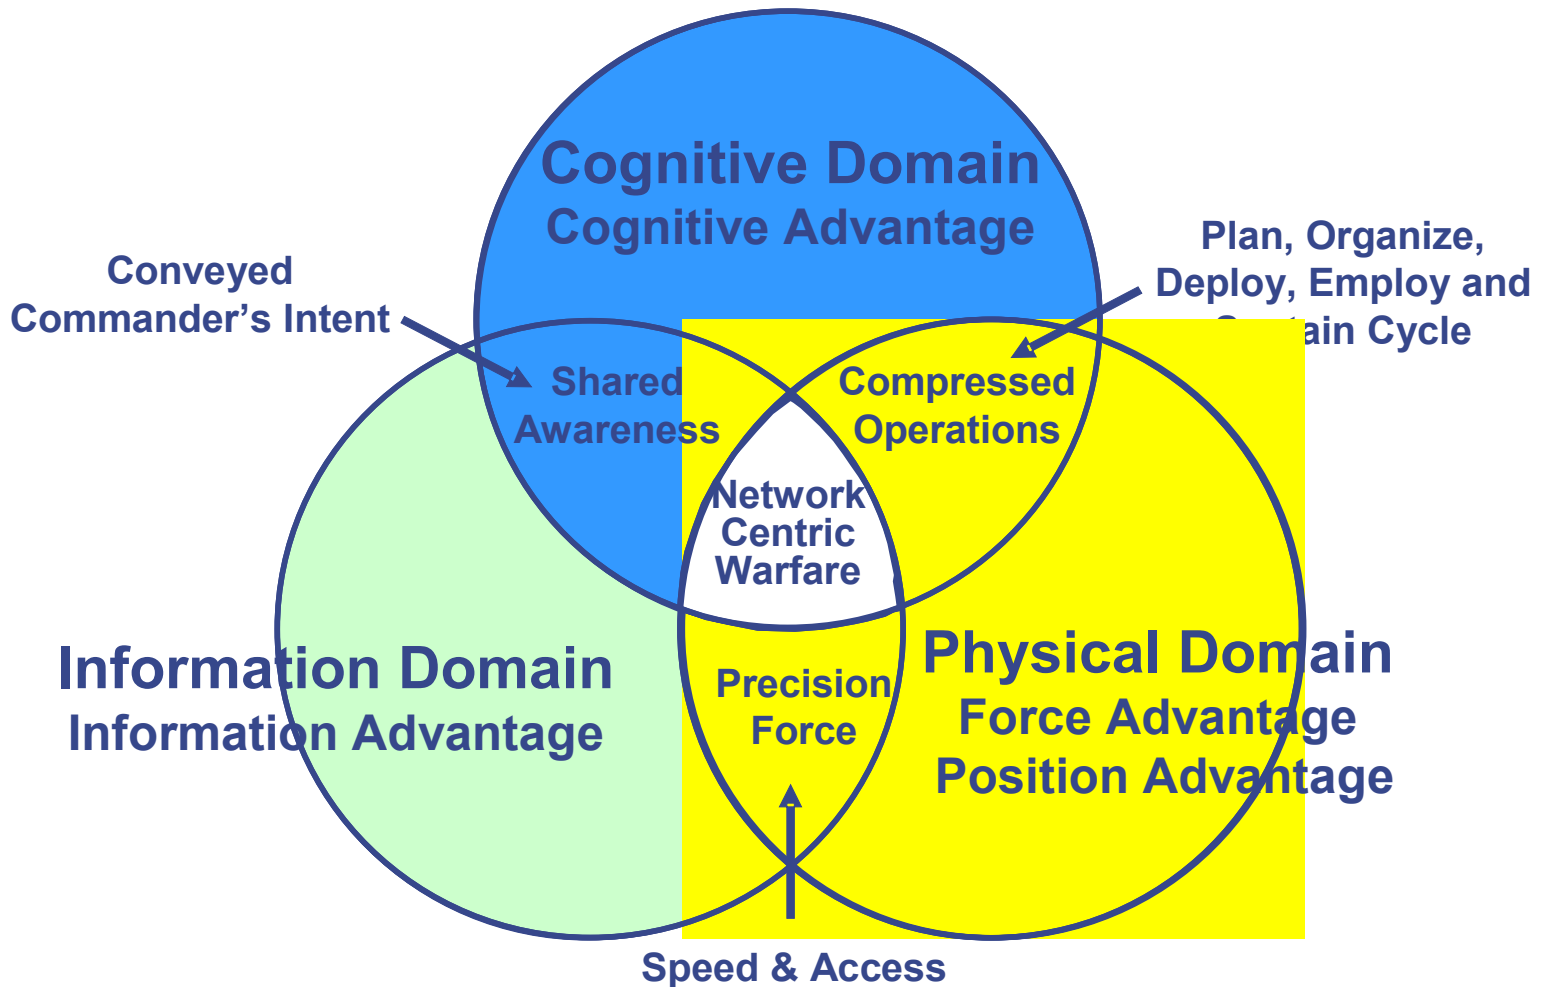 Cognitive Domain
Cognitive Advantage
Conveyed
Commander’s Intent
Plan, Organize,
Deploy, Employ and
Cycle
Shared
Awareness
Compressed
Operations
Network
Centric
Warfare
Information Domain
Information Advantage
Precision
Force
Physical Domain
Force Advantage
Position Advantage
Speed & Access